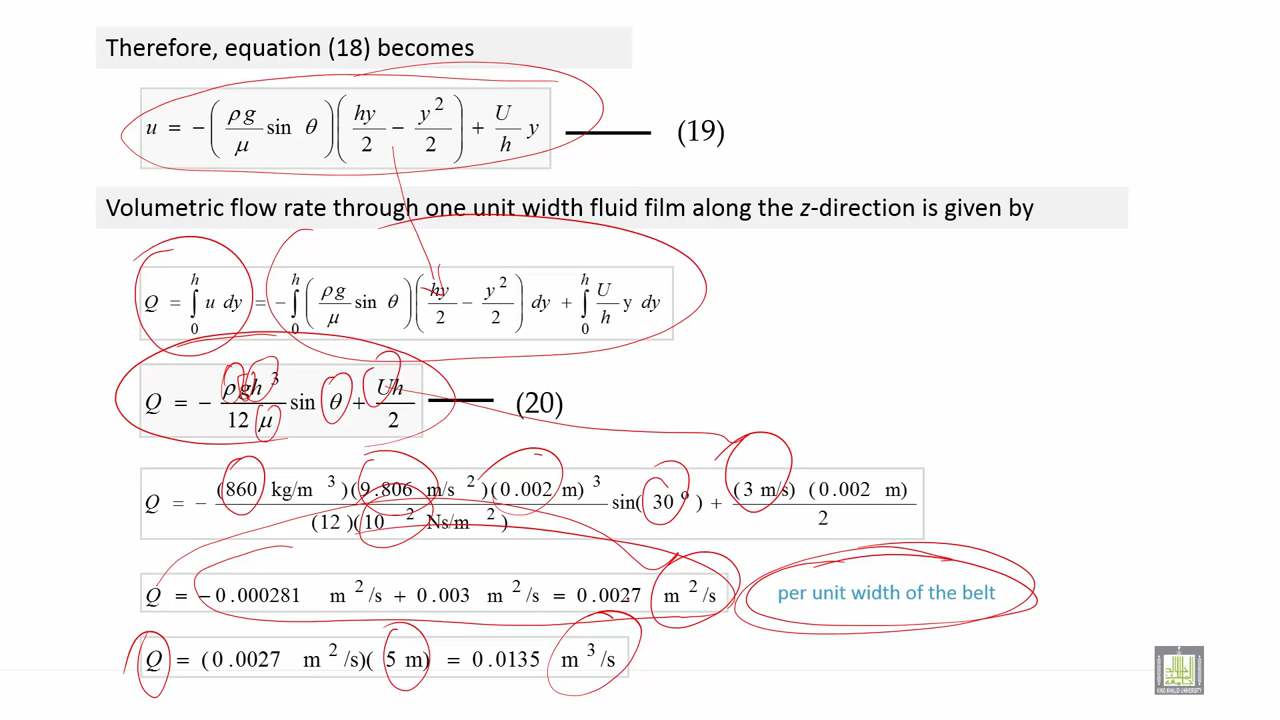 Therefore, equation (18) becomes
u = −(ρg/μ sin θ)(hy/2 − y²/2) + U/h y (19)
Volumetric flow rate through one unit width fluid film along the z-direction is given by
Q = ∫₀ʰ u dy = −∫₀ʰ (ρg/μ sin θ)(hy/2 − y²/2) dy + ∫₀ʰ U/h y dy
Q = − ρgh³/12 μ sin θ + Uh/2 (20)
Q = − (860 kg/m³)(9.806 m/s²)(0.002 m)³/(12)(10⁻² Ns/m²) sin(30°) + (3 m/s)(0.002 m)/2
Q = −0.000281 m²/s + 0.003 m²/s = 0.0027 m²/s per unit width of the belt
Q = (0.0027 m²/s)(5 m) = 0.0135 m³/s
KING KHALID UNIVERSITY